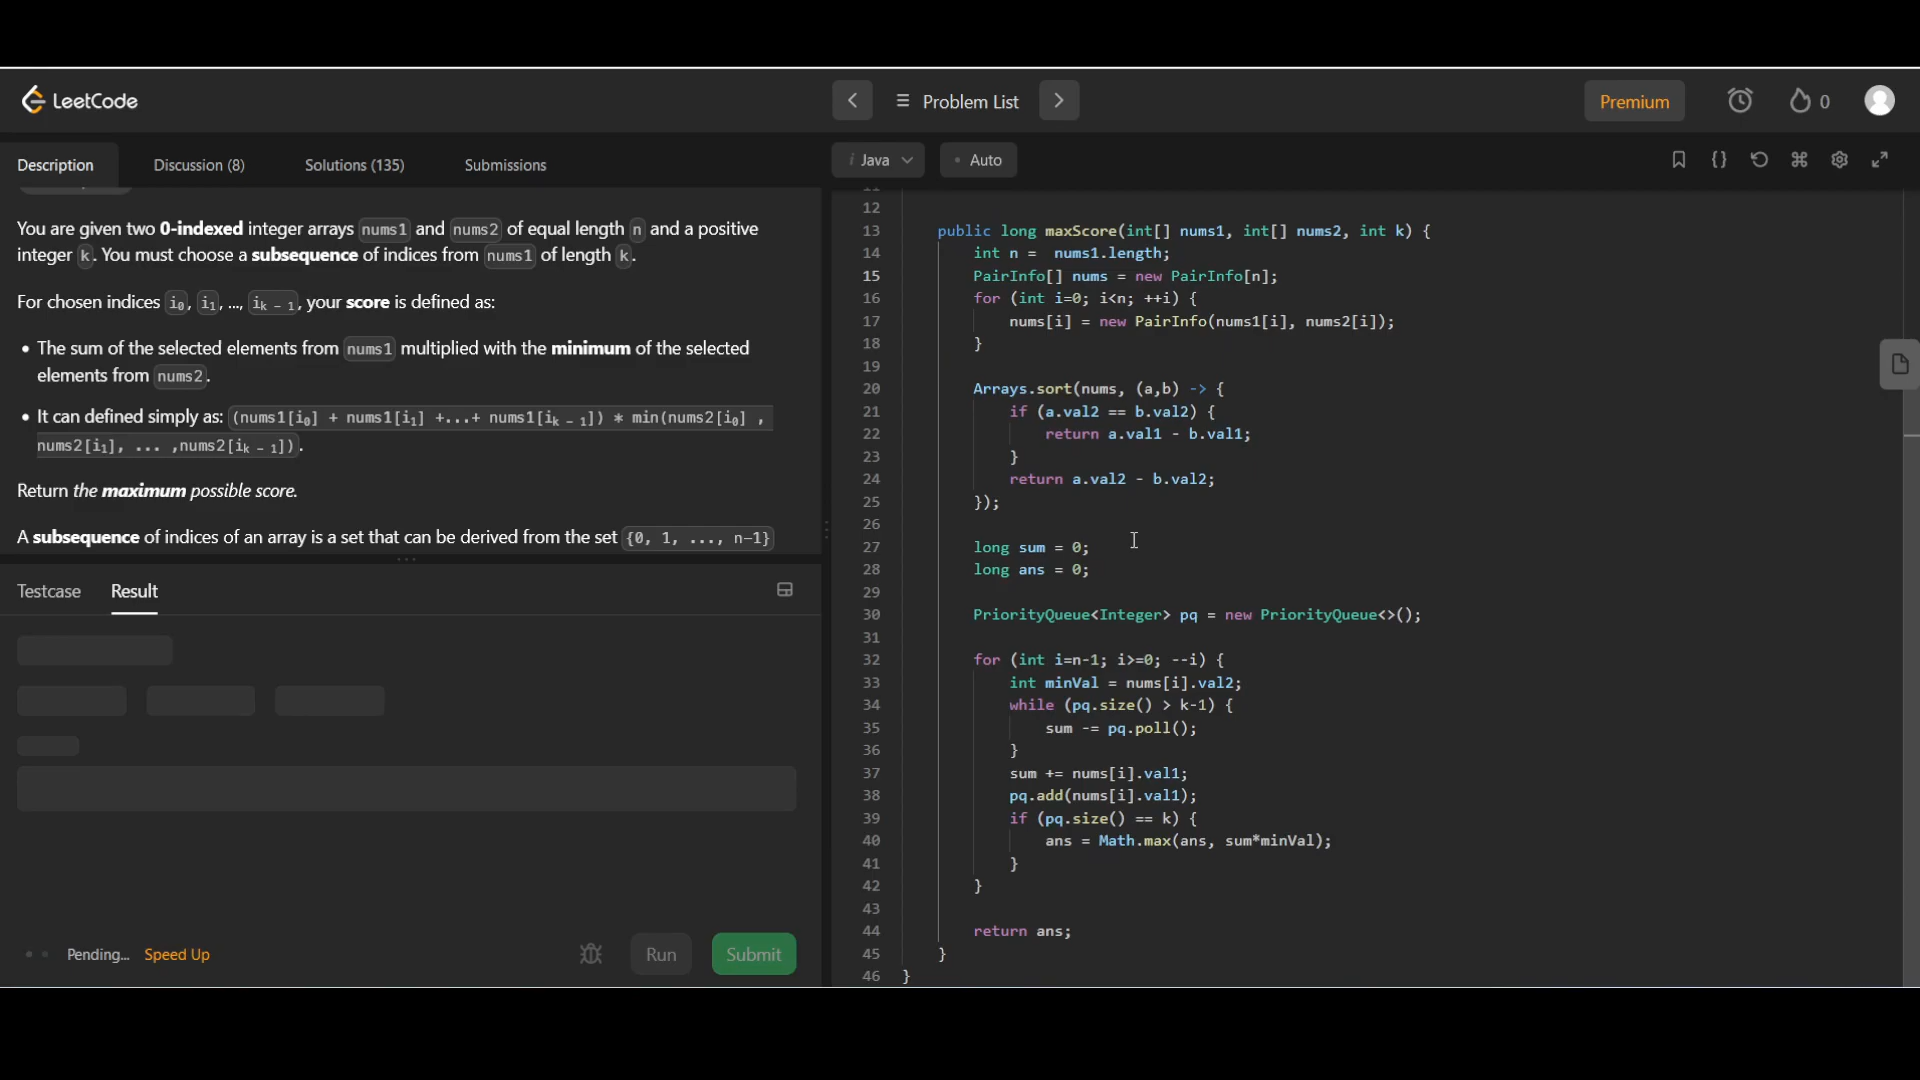 LeetCode
Problem List
Premium
0
Description
Discussion (8)
Solutions (135)
Submissions
i Java
• Auto
You are given two 0-indexed integer arrays nums1 and nums2 of equal length n and a positive
integer k. You must choose a subsequence of indices from nums1 of length k.
For chosen indices i₀, i₁, ..., iₖ ₋ ₁, your score is defined as:
• The sum of the selected elements from nums1 multiplied with the minimum of the selected
elements from nums2.
• It can defined simply as: (nums1[i₀] + nums1[i₁] +...+ nums1[iₖ ₋ ₁]) * min(nums2[i₀] ,
nums2[i₁], ... ,nums2[iₖ ₋ ₁]).
Return the maximum possible score.
A subsequence of indices of an array is a set that can be derived from the set {0, 1, ..., n-1}
Testcase
Result
Pending...
Speed Up
Run
Submit
11
12
13 public long maxScore(int[] nums1, int[] nums2, int k) {
14 int n =  nums1.length;
15 PairInfo[] nums = new PairInfo[n];
16 for (int i=0; i<n; ++i) {
17 nums[i] = new PairInfo(nums1[i], nums2[i]);
18 }
19
20 Arrays.sort(nums, (a,b) -> {
21 if (a.val2 == b.val2) {
22 return a.val1 - b.val1;
23 }
24 return a.val2 - b.val2;
25 });
26
27 long sum = 0;
28 long ans = 0;
29
30 PriorityQueue<Integer> pq = new PriorityQueue<>();
31
32 for (int i=n-1; i>=0; --i) {
33 int minVal = nums[i].val2;
34 while (pq.size() > k-1) {
35 sum -= pq.poll();
36 }
37 sum += nums[i].val1;
38 pq.add(nums[i].val1);
39 if (pq.size() == k) {
40 ans = Math.max(ans, sum*minVal);
41 }
42 }
43
44 return ans;
45 }
46 }